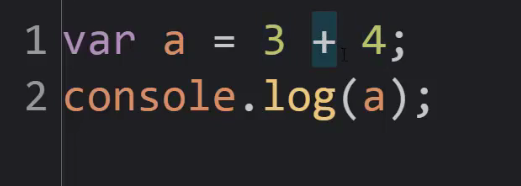 1 var a = 3 + 4;
2 console.log(a);